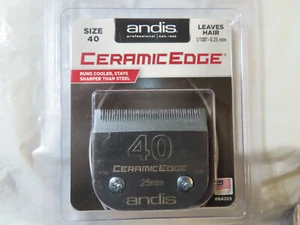 SIZE
40
andis
professional est. 1922
LEAVES
HAIR
1/100" - 0.25 mm
CERAMICEDGE
RUNS COOLER, STAYS
SHARPER THAN STEEL
40
CERAMICEDGE
.25mm
andis
#64265